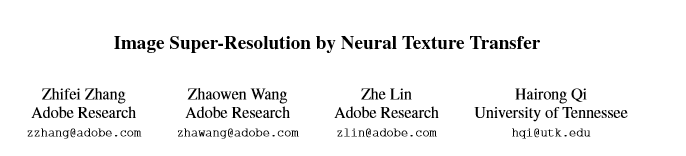 Image Super-Resolution by Neural Texture Transfer
Zhifei Zhang Zhaowen Wang Zhe Lin Hairong Qi
Adobe Research Adobe Research Adobe Research University of Tennessee
zzhang@adobe.com zhawang@adobe.com zlin@adobe.com hqi@utk.edu